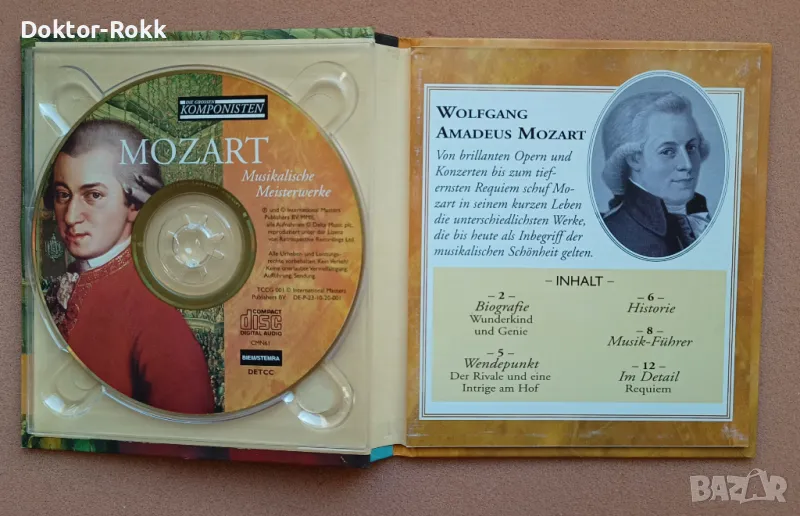 Doktor-Rokk
DIE GROSSEN
KOMPONISTEN
MOZART
Musikalische
Meisterwerke
COMPACT
disc
DIGITAL AUDIO
BIEM/STEMRA
DETCC
WOLFGANG
AMADEUS MOZART
Von brillanten Opern und
Konzerten bis zum tief-
ernsten Requiem schuf Mo-
zart in seinem kurzen Leben
die unterschiedlichsten Werke,
die bis heute als Inbegriff der
musikalischen Schönheit gelten.
– INHALT –
– 2 –
Biografie
Wunderkind
und Genie
– 5 –
Wendepunkt
Der Rivale und eine
Intrige am Hof
– 6 –
Historie
– 8 –
Musik-Führer
– 12 –
Im Detail
Requiem
BAZAR